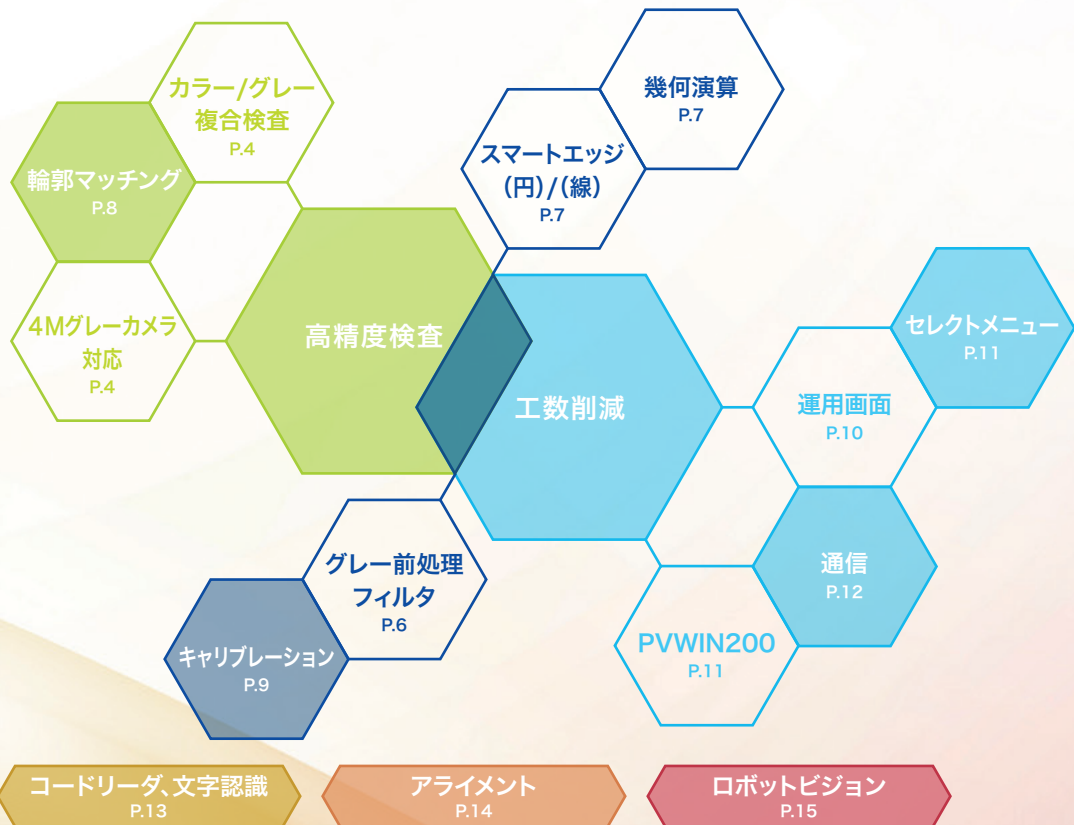 カラー/グレー
複合検査
P.4
輪郭マッチング
P.8
4Mグレーカメラ
対応
P.4
高精度検査
幾何演算
P.7
スマートエッジ
(円)/(線)
P.7
工数削減
セレクトメニュー
P.11
運用画面
P.10
通信
P.12
PVWIN200
P.11
グレー前処理
フィルタ
P.6
キャリブレーション
P.9
コードリーダ、文字認識
P.13
アライメント
P.14
ロボットビジョン
P.15